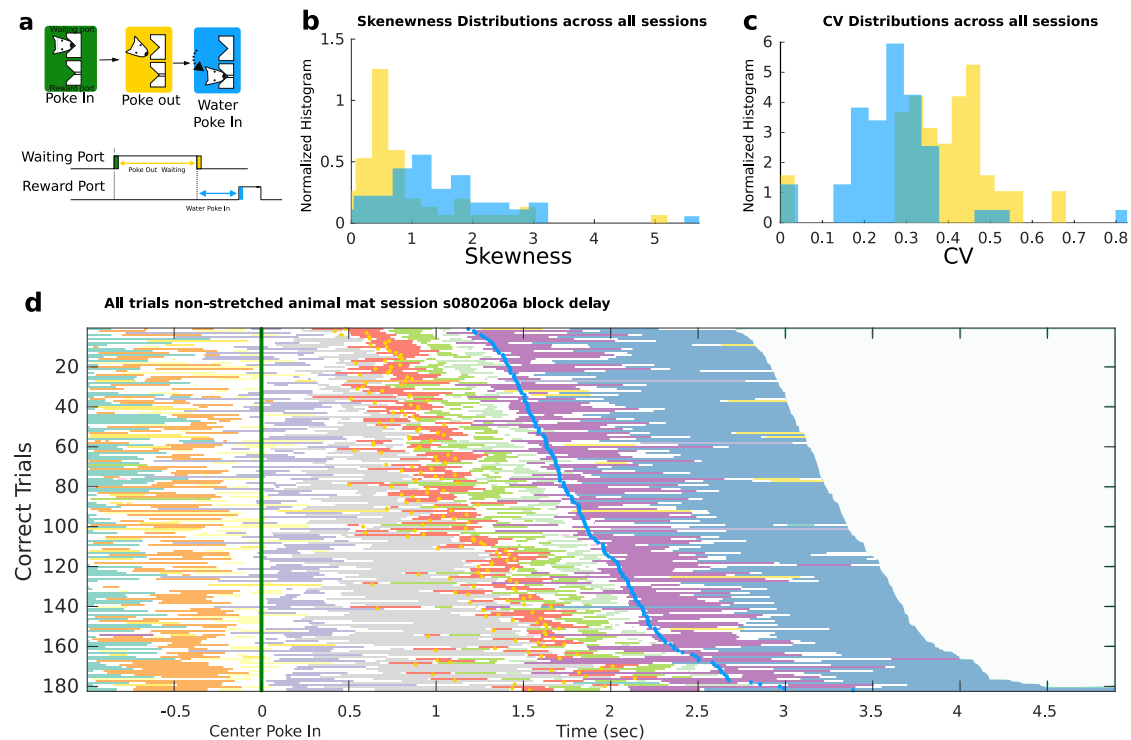 a
Waiting port
Reward port
Poke In
Poke out
Water
Poke In
Waiting Port
Poke Out Waiting
Reward Port
Water Poke In
b
Skenewness Distributions across all sessions
Normalized Histogram
1.5
1
0.5
0
0 1 2 3 4 5
Skewness
c
CV Distributions across all sessions
Normalized Histogram
6
5
4
3
2
1
0
0 0.1 0.2 0.3 0.4 0.5 0.6 0.7 0.8
CV
d
All trials non-stretched animal mat session s080206a block delay
Correct Trials
20
40
60
80
100
120
140
160
180
-0.5 0 0.5 1 1.5 2 2.5 3 3.5 4 4.5
Center Poke In
Time (sec)